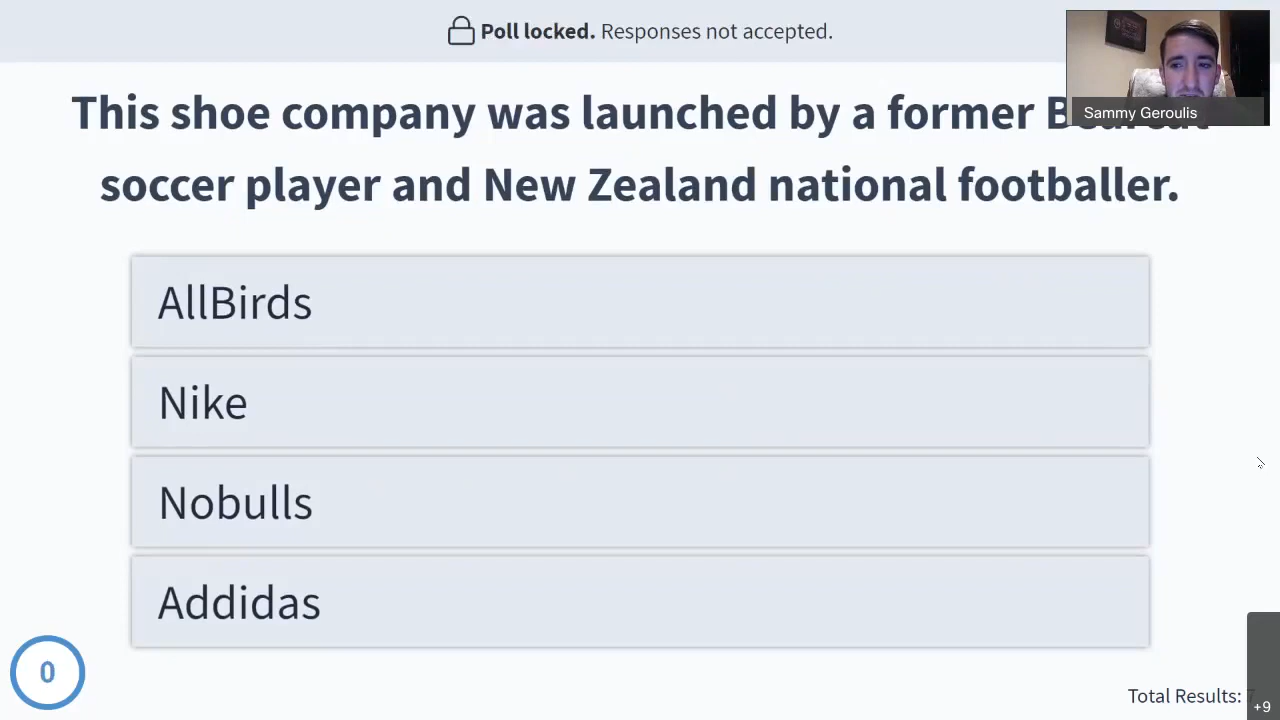 Poll locked. Responses not accepted.
This shoe company was launched by a former
Sammy Geroulis
soccer player and New Zealand national footballer.
AllBirds
Nike
Nobulls
Addidas
0
Total Results: 7
+9